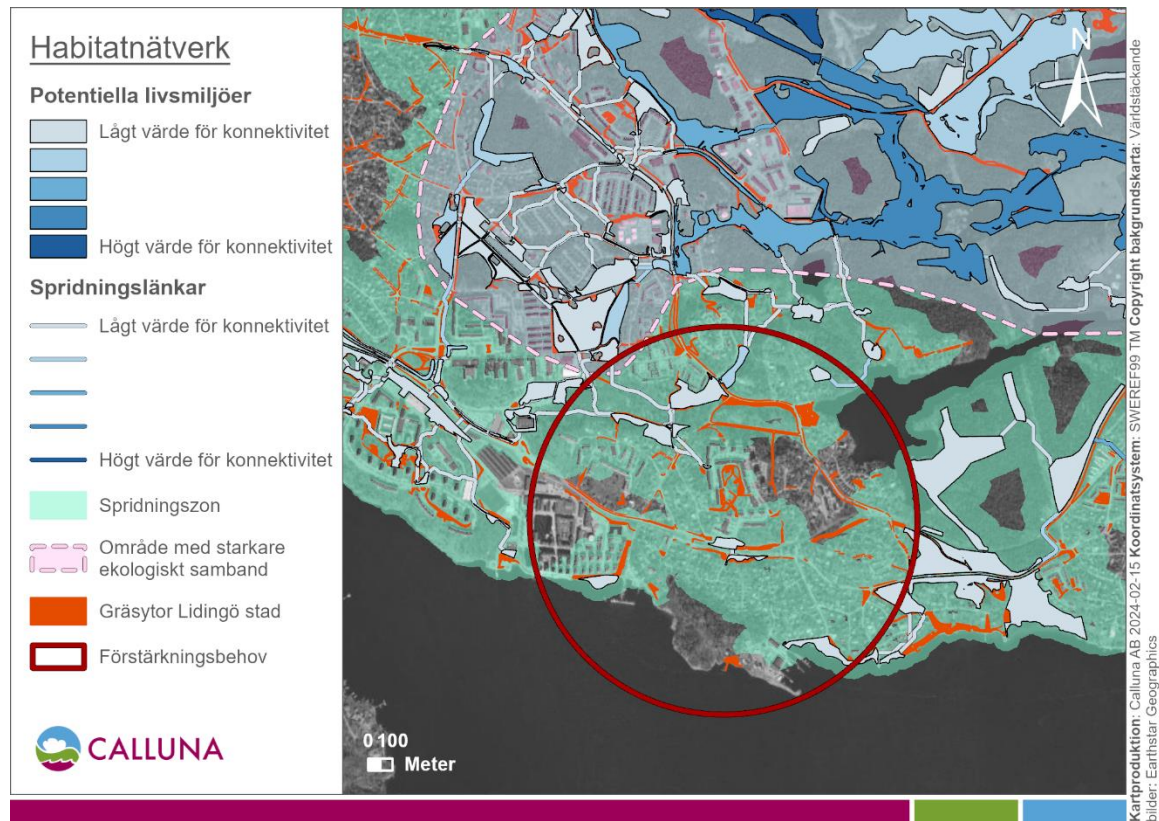 Habitatnätverk
Potentiella livsmiljöer
Lågt värde för konnektivitet
Högt värde för konnektivitet
Spridningslänkar
Lågt värde för konnektivitet
Högt värde för konnektivitet
Spridningszon
Område med starkare
ekologiskt samband
Gräsytor Lidingö stad
Förstärkningsbehov
CALLUNA
N
0 100
Meter
Kartproduktion: Calluna AB 2024-02-15 Koordinatsystem: SWEREF99 TM Copyright bakgrundskarta: Världstäckande
bilder: Earthstar Geographics